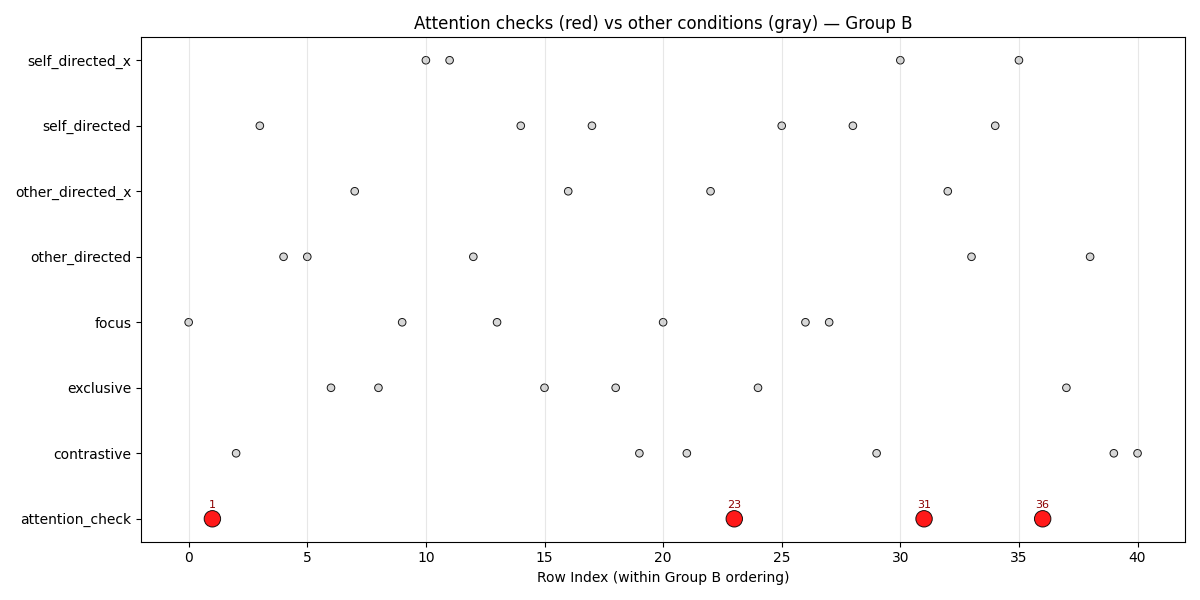 Attention checks (red) vs other conditions (gray) — Group B
self_directed_x
self_directed
other_directed_x
other_directed
focus
exclusive
contrastive
attention_check
1
23
31
36
0
5
10
15
20
25
30
35
40
Row Index (within Group B ordering)